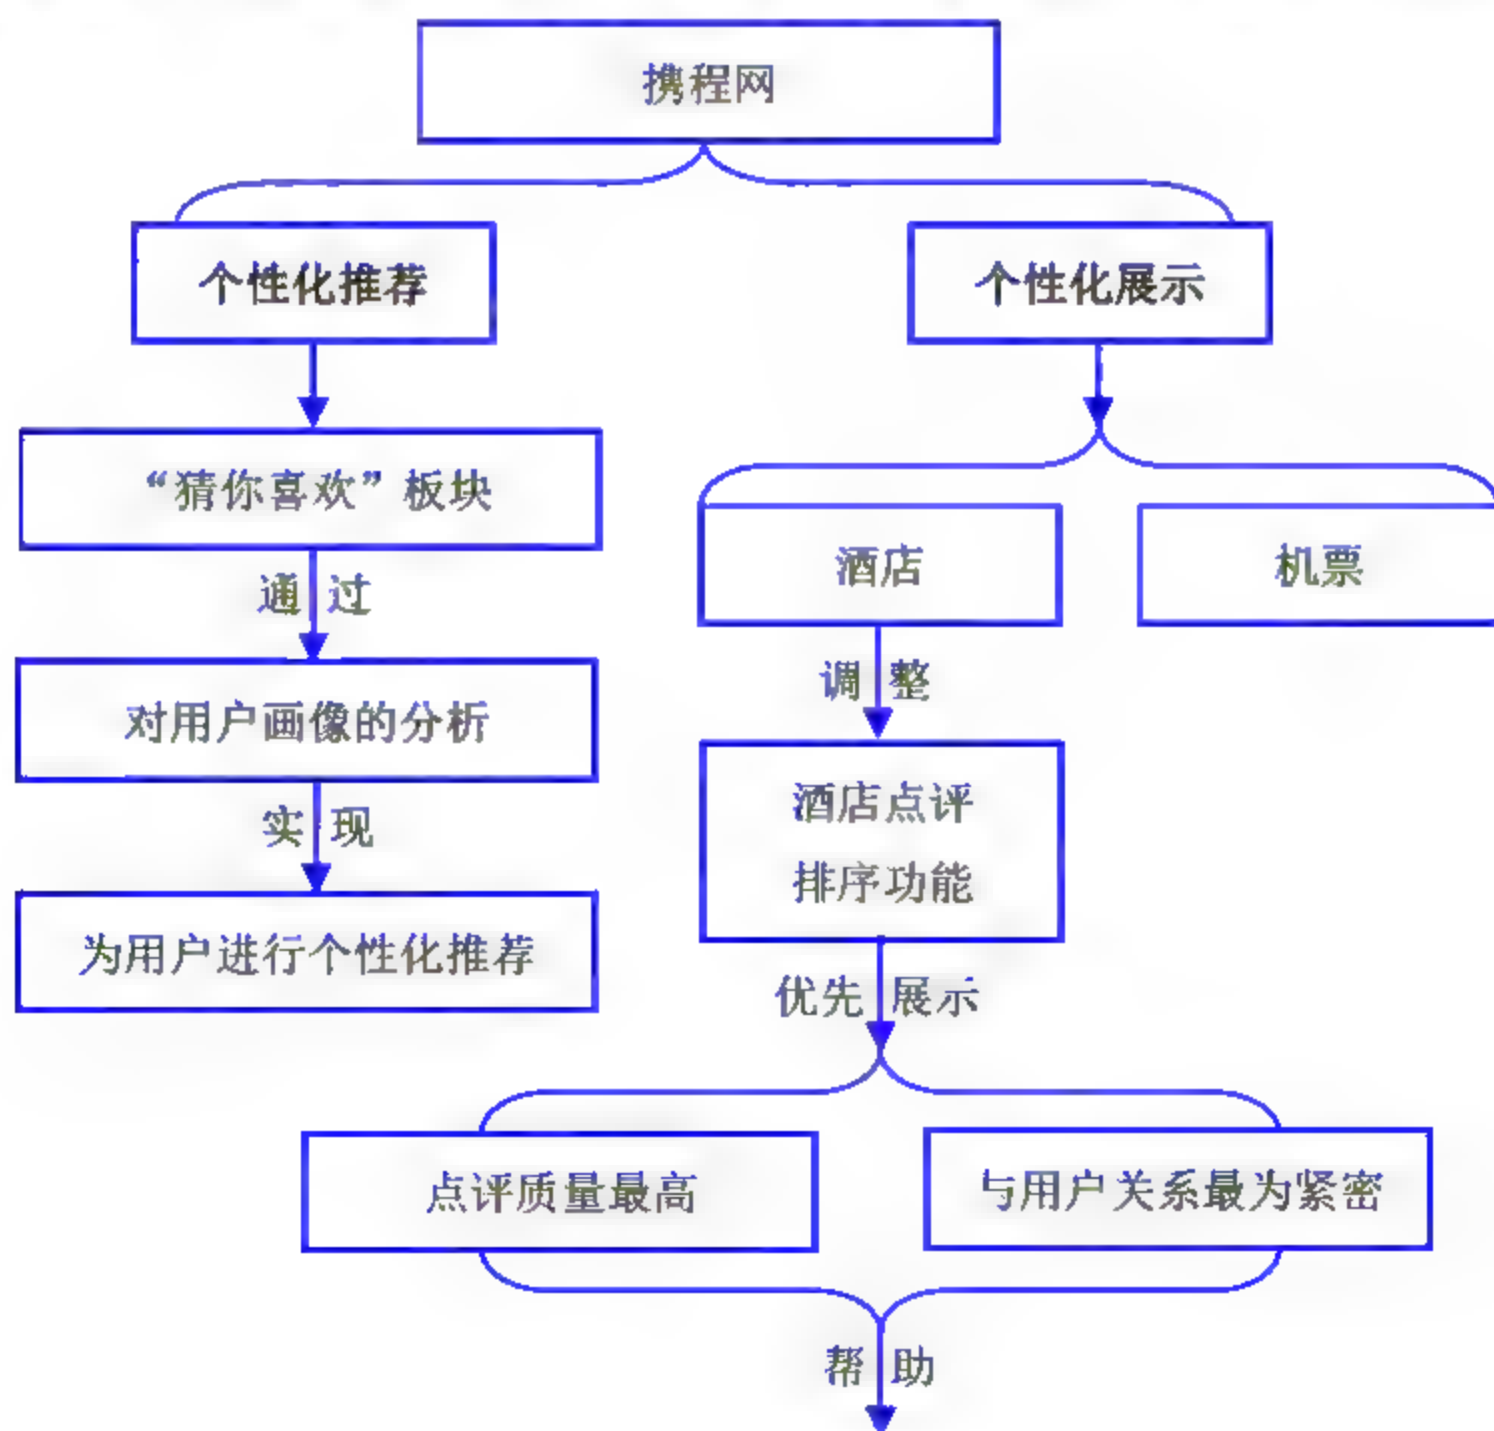 携程网
个性化推荐
个性化展示
“猜你喜欢”板块
酒店
机票
通过
对用户画像的分析
调整
酒店点评
排序功能
实现
为用户进行个性化推荐
优先展示
点评质量最高
与用户关系最为紧密
帮助